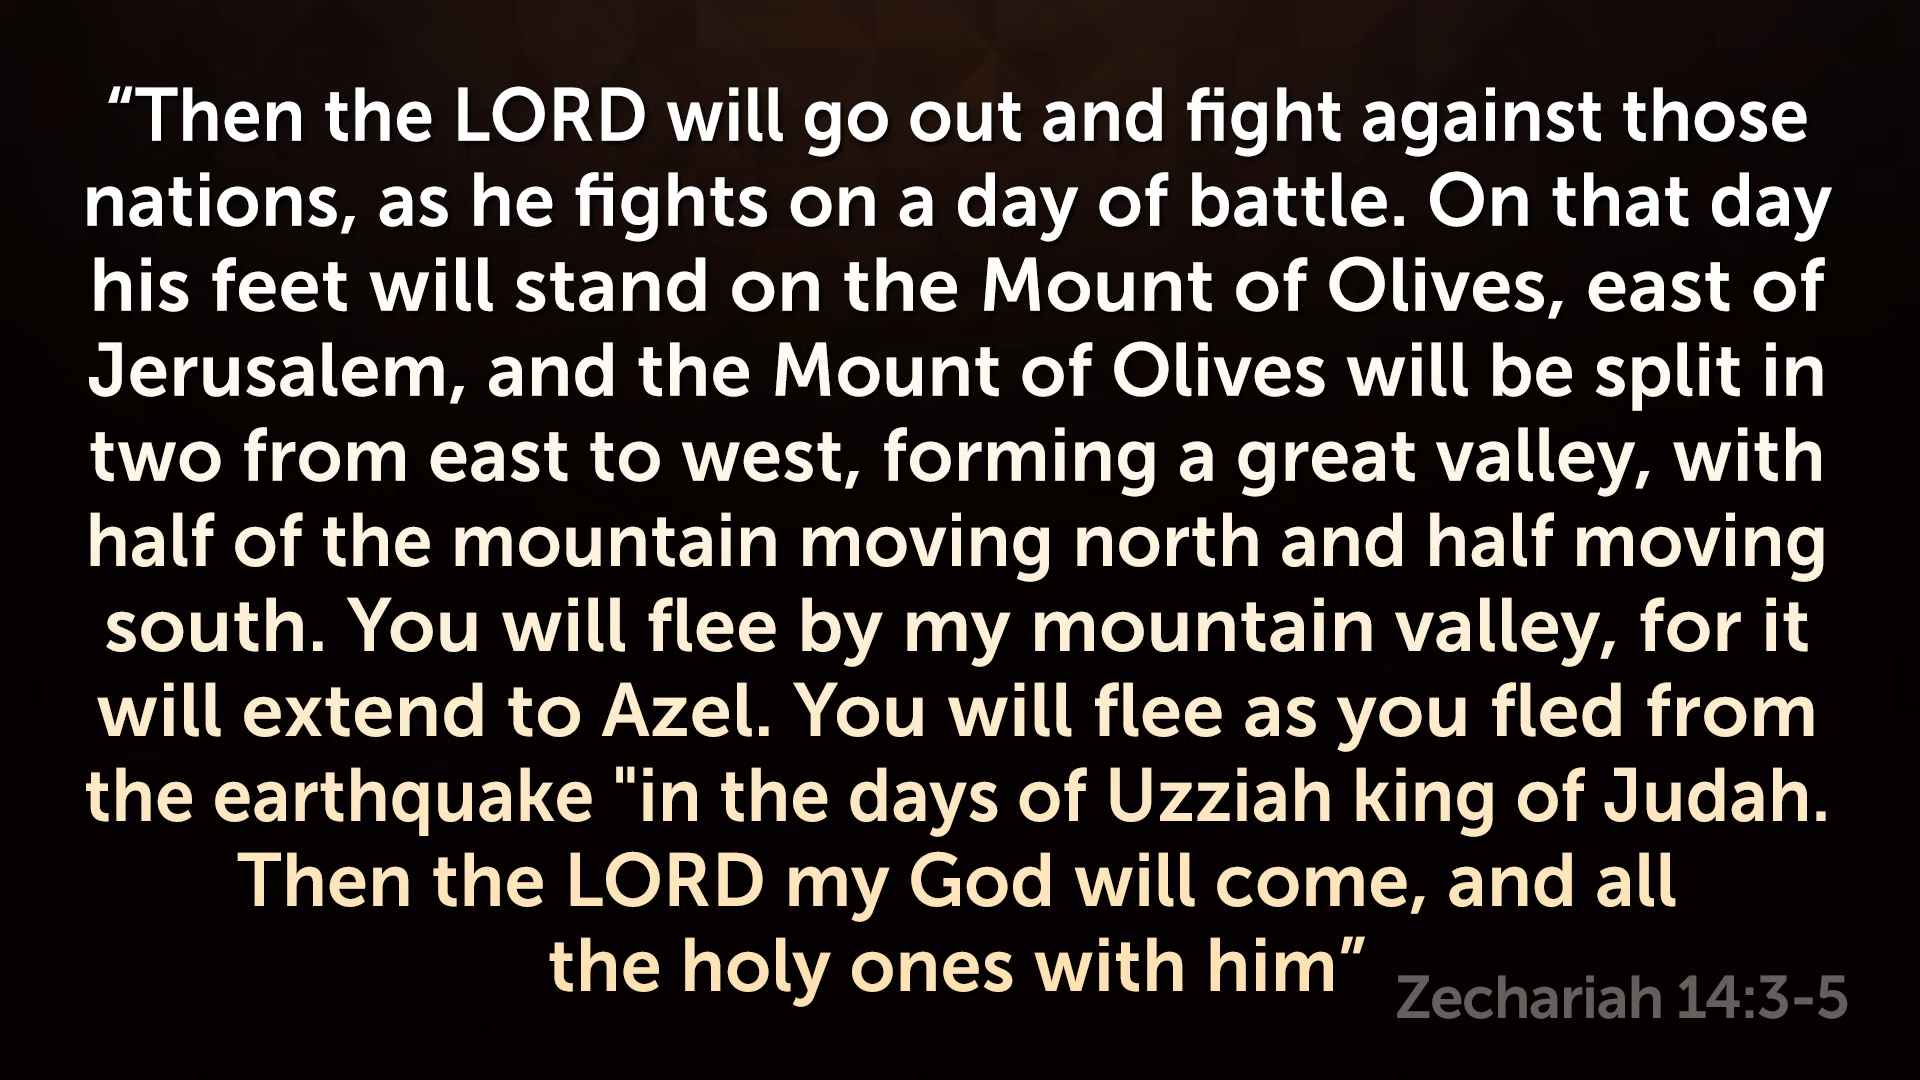 “Then the LORD will go out and fight against those
nations, as he fights on a day of battle. On that day
his feet will stand on the Mount of Olives, east of
Jerusalem, and the Mount of Olives will be split in
two from east to west, forming a great valley, with
half of the mountain moving north and half moving
south. You will flee by my mountain valley, for it
will extend to Azel. You will flee as you fled from
the earthquake "in the days of Uzziah king of Judah.
Then the LORD my God will come, and all
the holy ones with him”
Zechariah 14:3-5